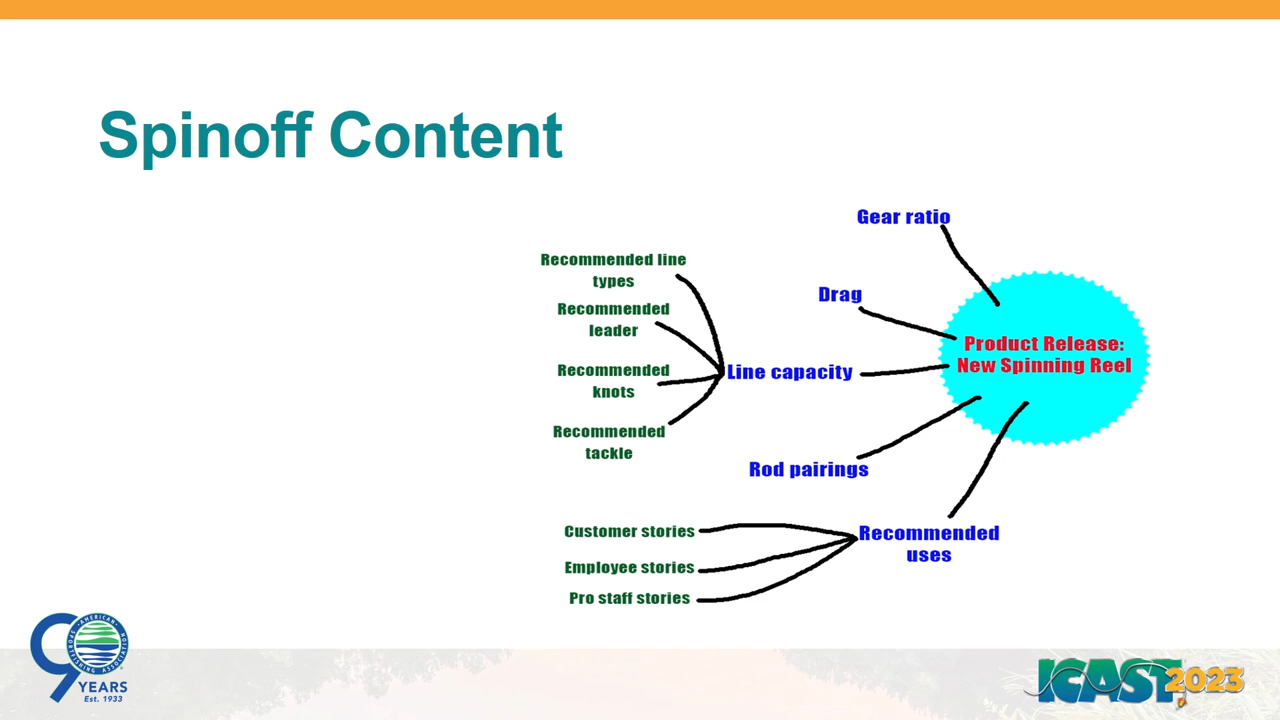 Spinoff Content
Gear ratio
Drag
Product Release:
New Spinning Reel
Line capacity
Recommended line
types
Recommended
leader
Recommended
knots
Recommended
tackle
Rod pairings
Recommended
uses
Customer stories
Employee stories
Pro staff stories
AMERICAN SPORTFISHING ASSOCIATION
90
YEARS
Est. 1933
ICAST 2023